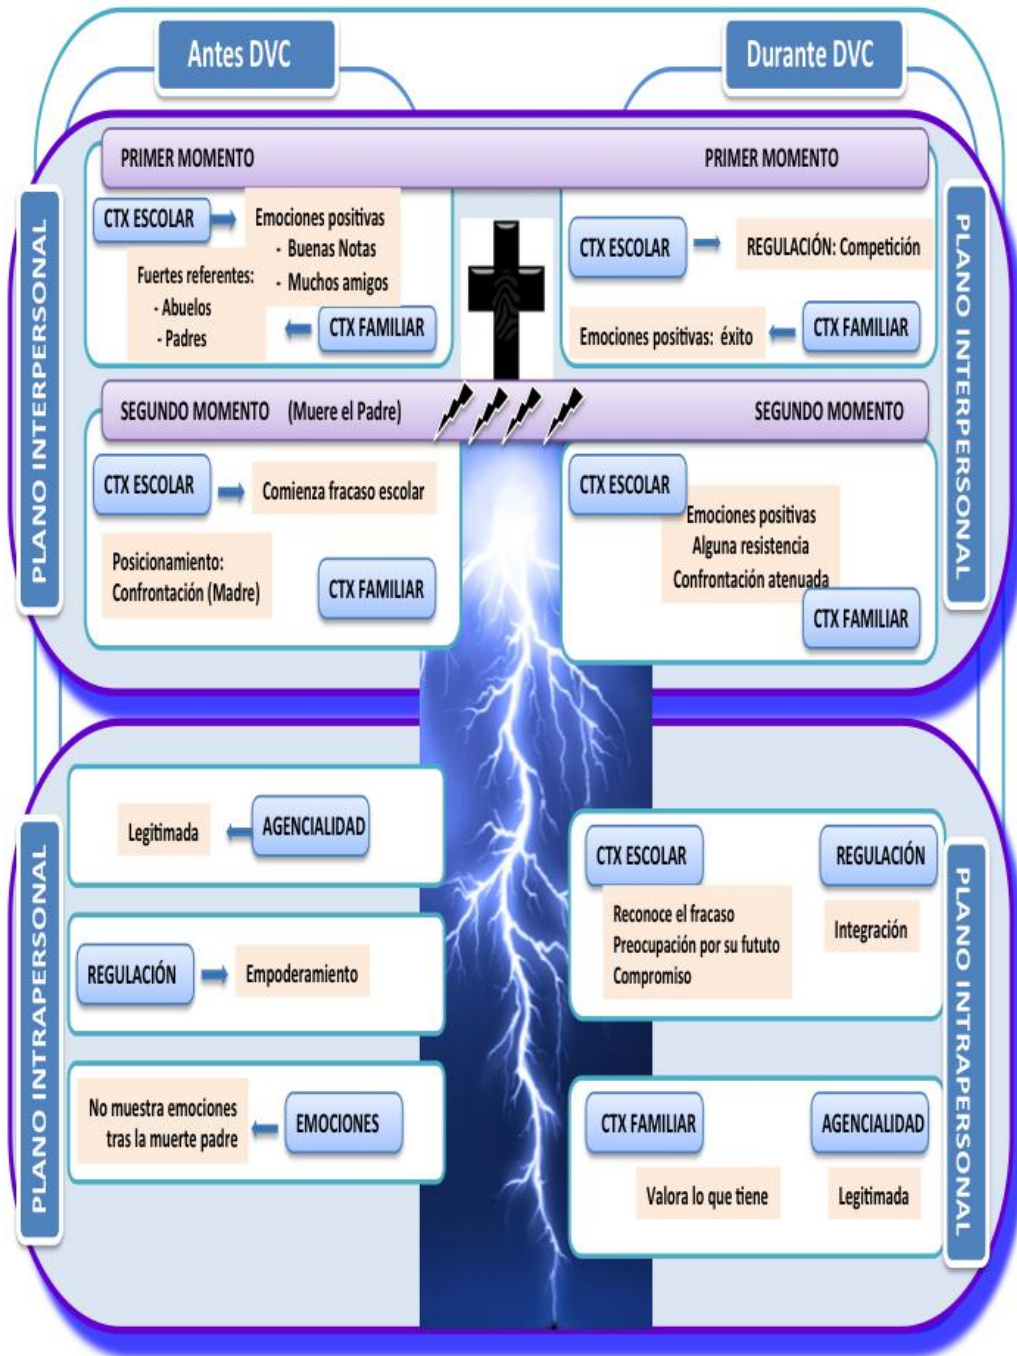 Antes DVC
Durante DVC
PLANO INTERPERSONAL
PRIMER MOMENTO
PRIMER MOMENTO
CTX ESCOLAR
Emociones positivas
- Buenas Notas
- Muchos amigos
Fuertes referentes:
- Abuelos
- Padres
CTX FAMILIAR
CTX ESCOLAR
REGULACIÓN: Competición
Emociones positivas: éxito
CTX FAMILIAR
PLANO INTERPERSONAL
SEGUNDO MOMENTO (Muere el Padre)
SEGUNDO MOMENTO
CTX ESCOLAR
Comienza fracaso escolar
Posicionamiento:
Confrontación (Madre)
CTX FAMILIAR
CTX ESCOLAR
Emociones positivas
Alguna resistencia
Confrontación atenuada
CTX FAMILIAR
PLANO INTRAPERSONAL
Legitimada
AGENCIALIDAD
REGULACIÓN
Empoderamiento
No muestra emociones
tras la muerte padre
EMOCIONES
CTX ESCOLAR
REGULACIÓN
Reconoce el fracaso
Preocupación por su fututo
Compromiso
Integración
CTX FAMILIAR
AGENCIALIDAD
Valora lo que tiene
Legitimada
PLANO INTRAPERSONAL